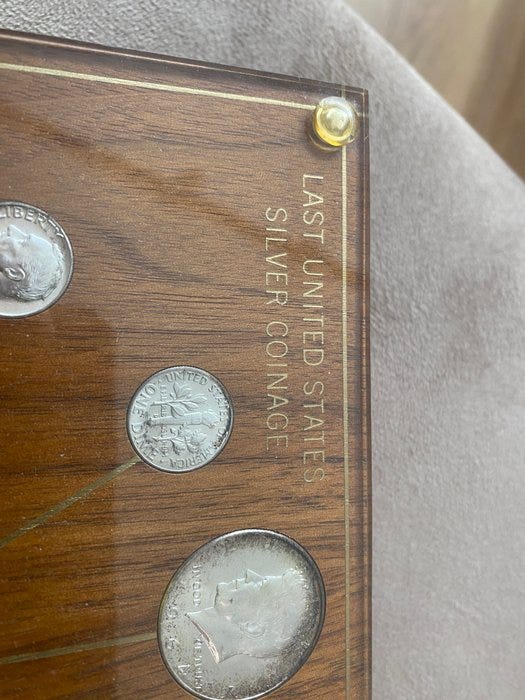 LAST UNITED STATES
SILVER COINAGE
LIBERTY
UNITED STATES OF AMERICA
ONE DIME